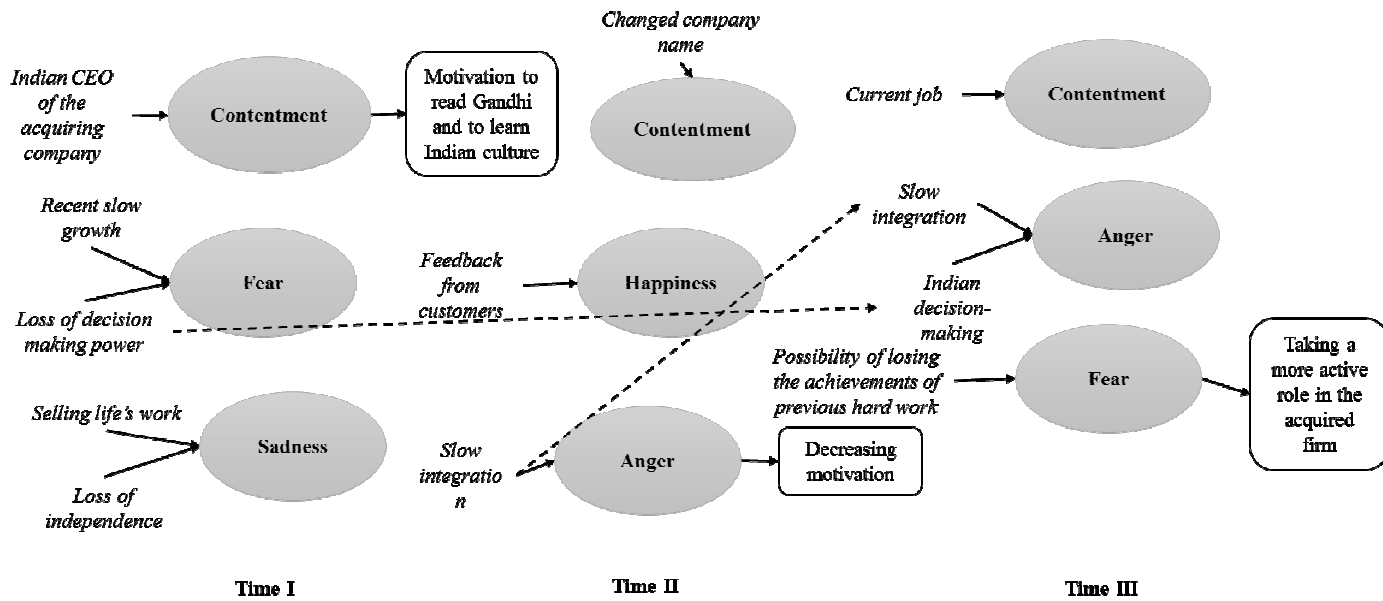 Indian CEO
of the
acquiring
company
Contentment
Motivation to
read Gandhi
and to learn
Indian culture
Recent slow
growth
Fear
Loss of decision
making power
Selling life's work
Sadness
Loss of
independence
Time I
Changed company
name
Contentment
Feedback
from
customers
Happiness
Slow
integratio
n
Anger
Decreasing
motivation
Time II
Current job
Contentment
Slow
integration
Anger
Indian
decision-
making
Possibility of losing
the achievements of
previous hard work
Fear
Taking a
more active
role in the
acquired
firm
Time III